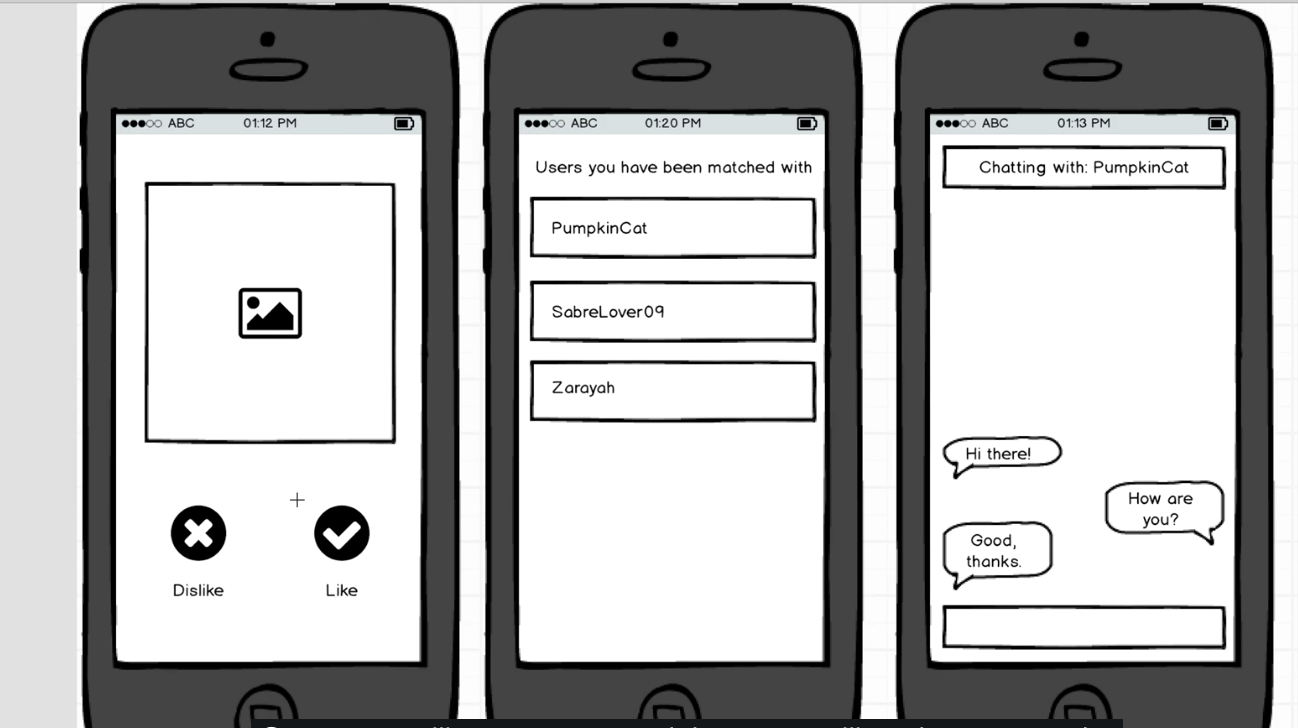 ABC 01:12 PM
Dislike
Like
ABC 01:20 PM
Users you have been matched with
PumpkinCat
SabreLover09
Zarayah
ABC 01:13 PM
Chatting with: PumpkinCat
Hi there!
How are
you?
Good,
thanks.